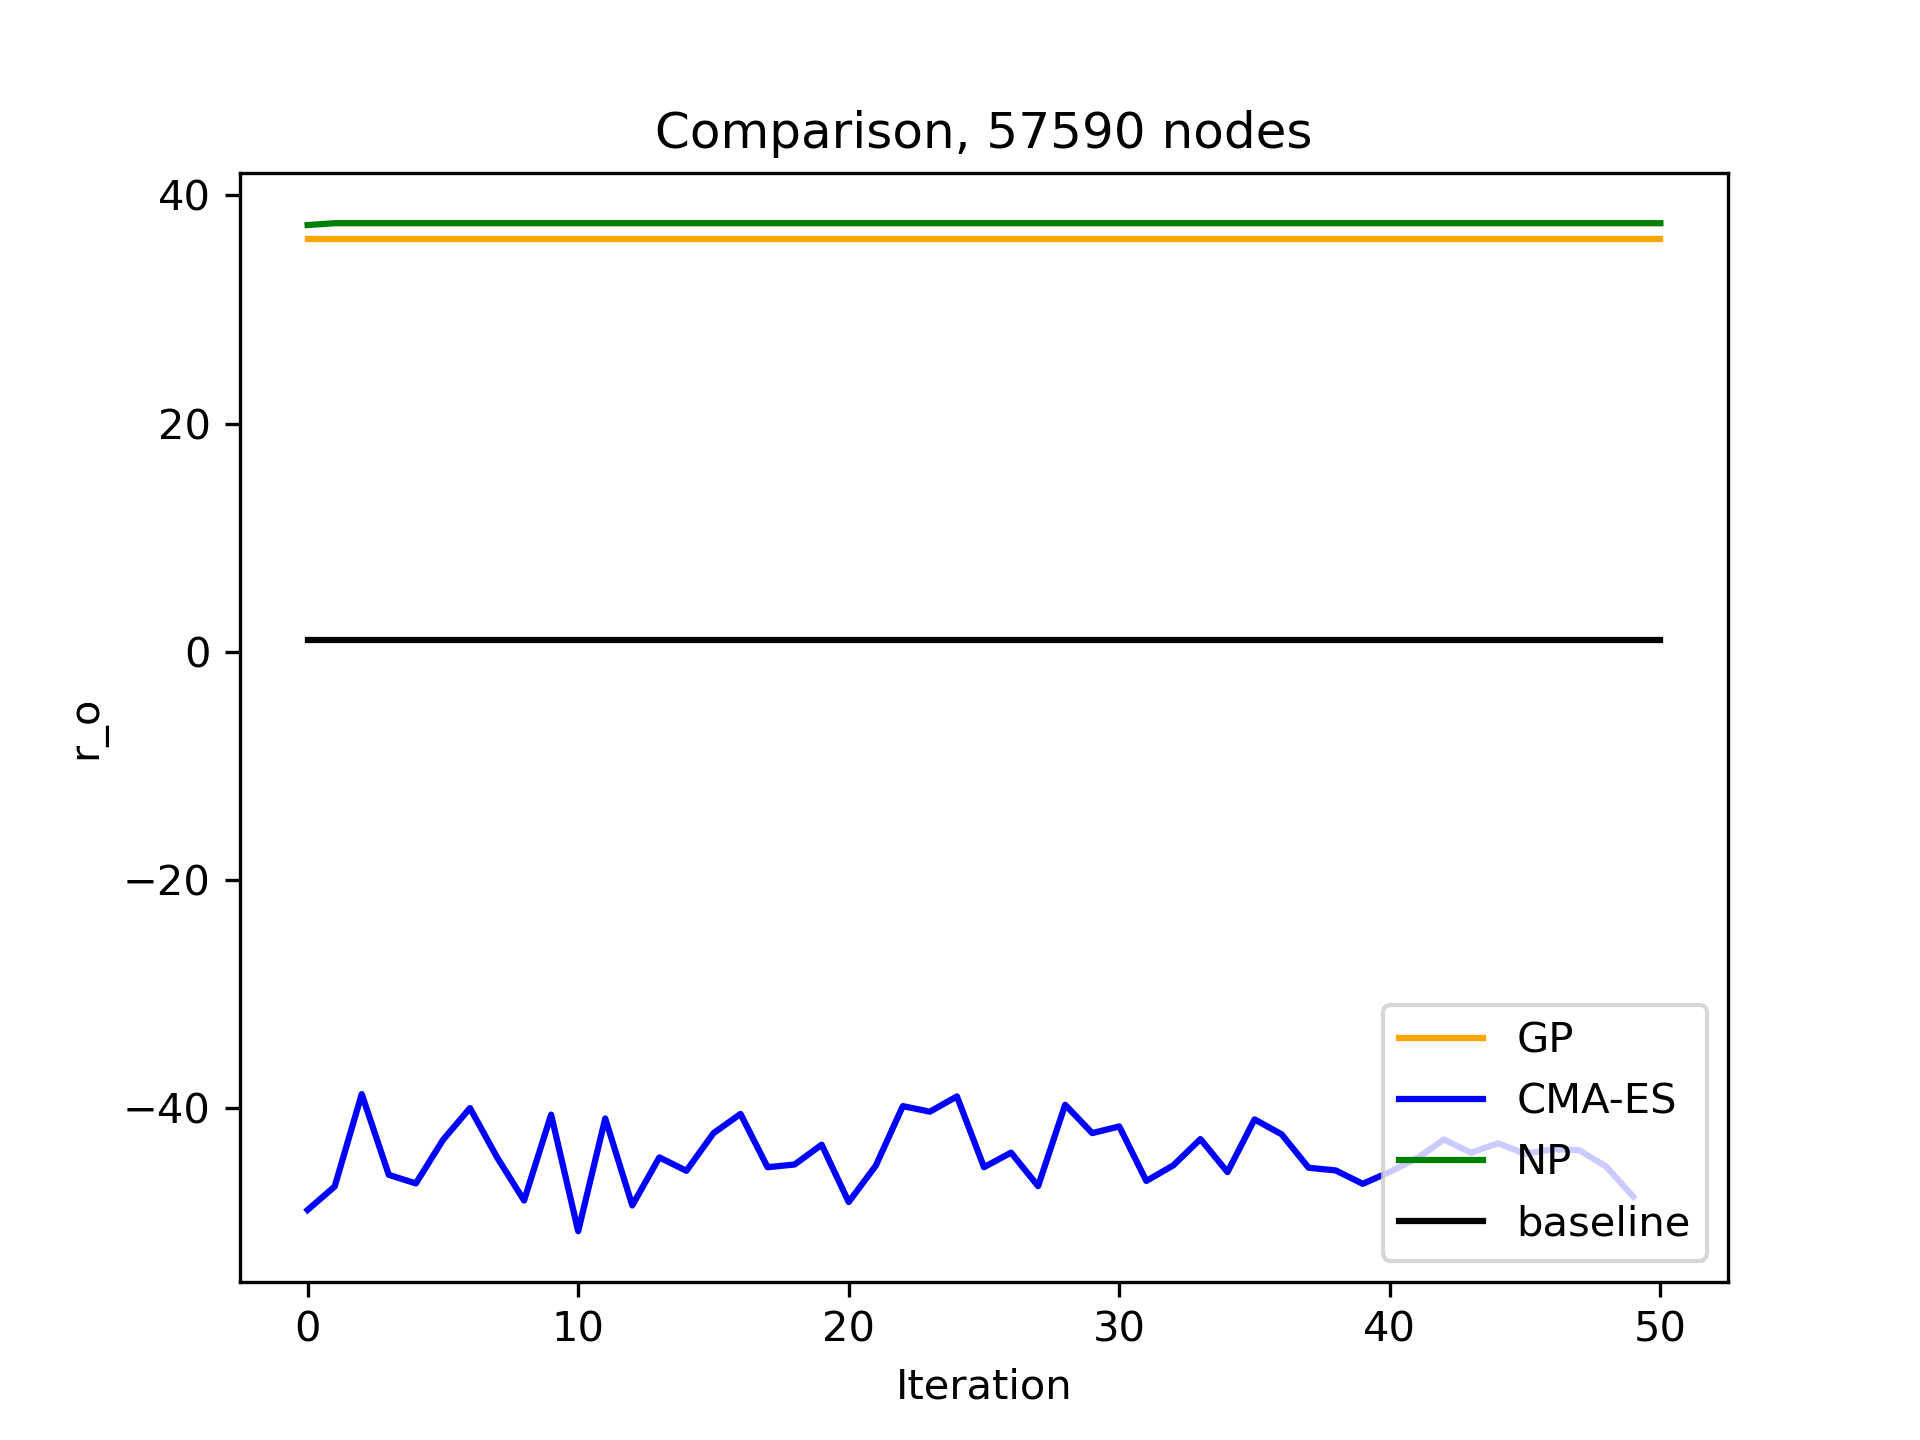 Comparison, 57590 nodes
40
20
0
−20
−40
r_o
GP
CMA-ES
NP
baseline
0 10 20 30 40 50
Iteration